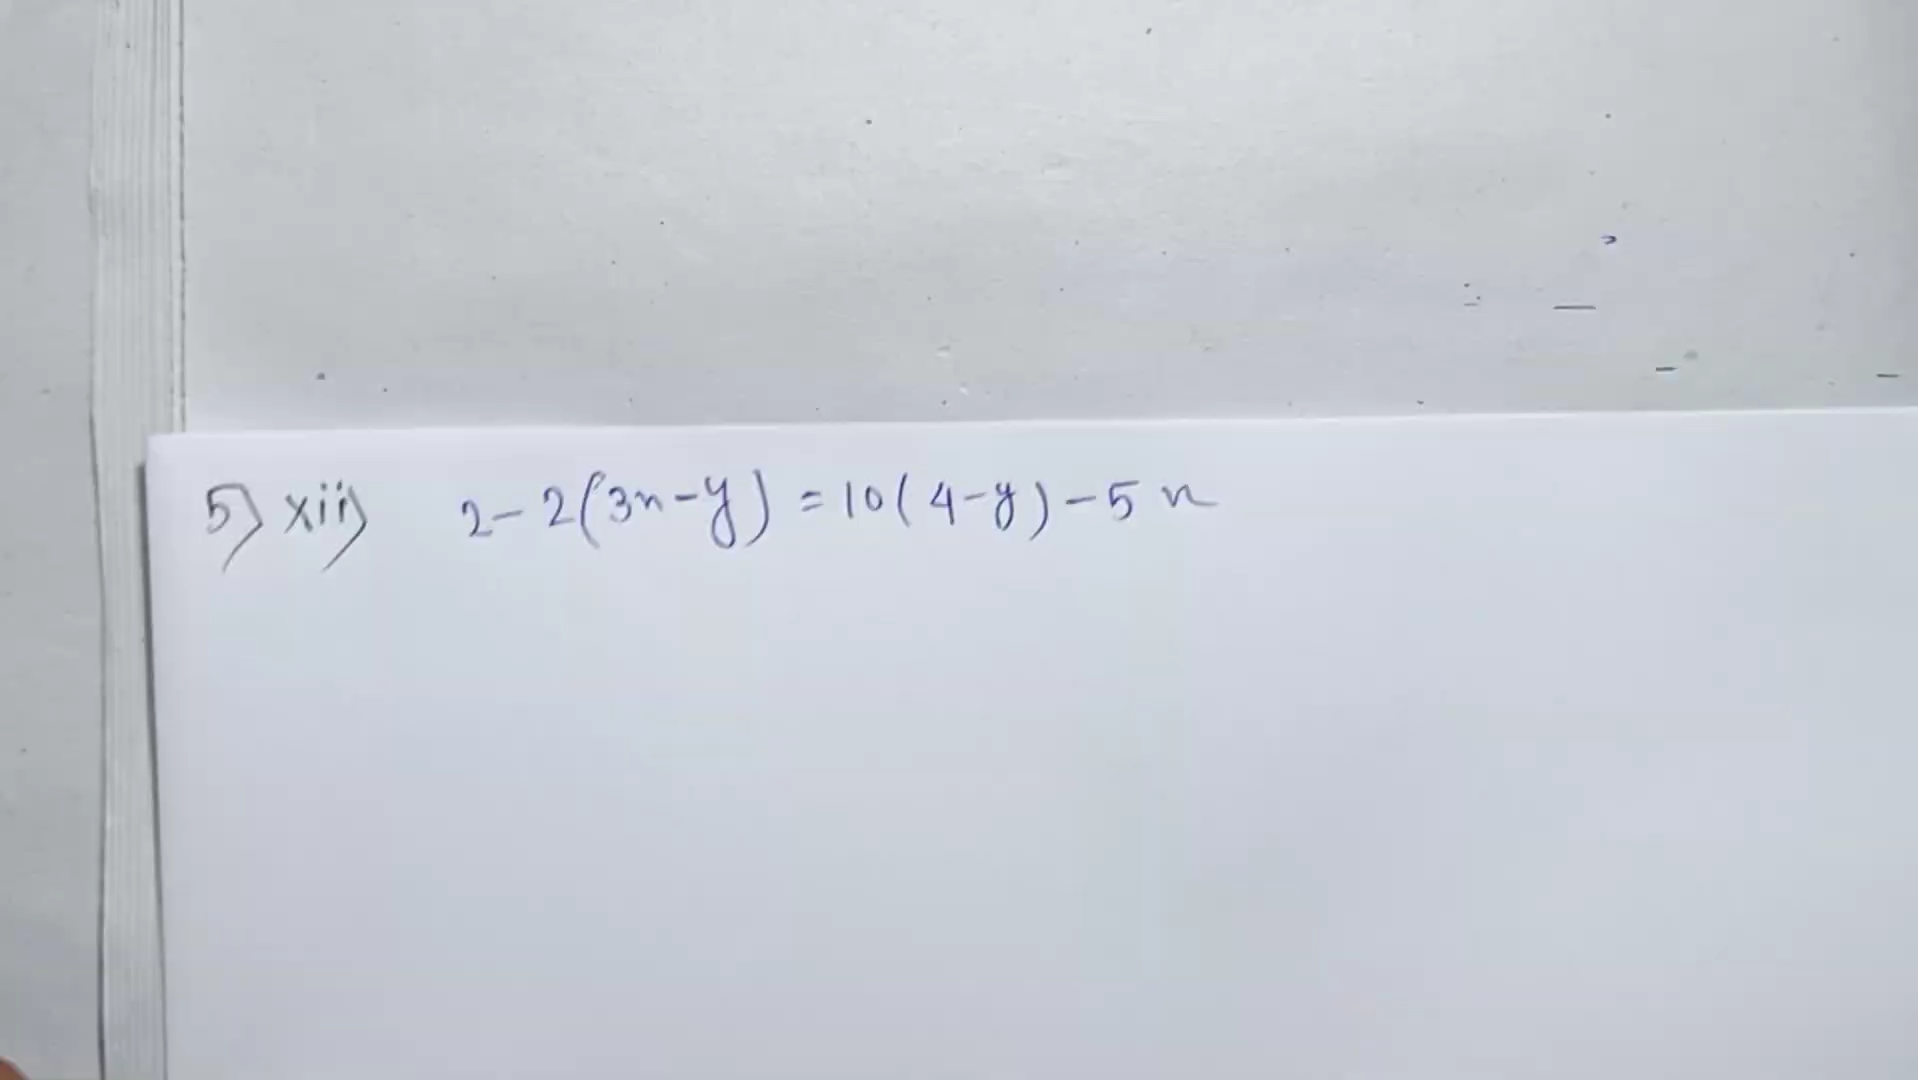 5) xii) 2-2(3x-y) = 10(4-y)-5x